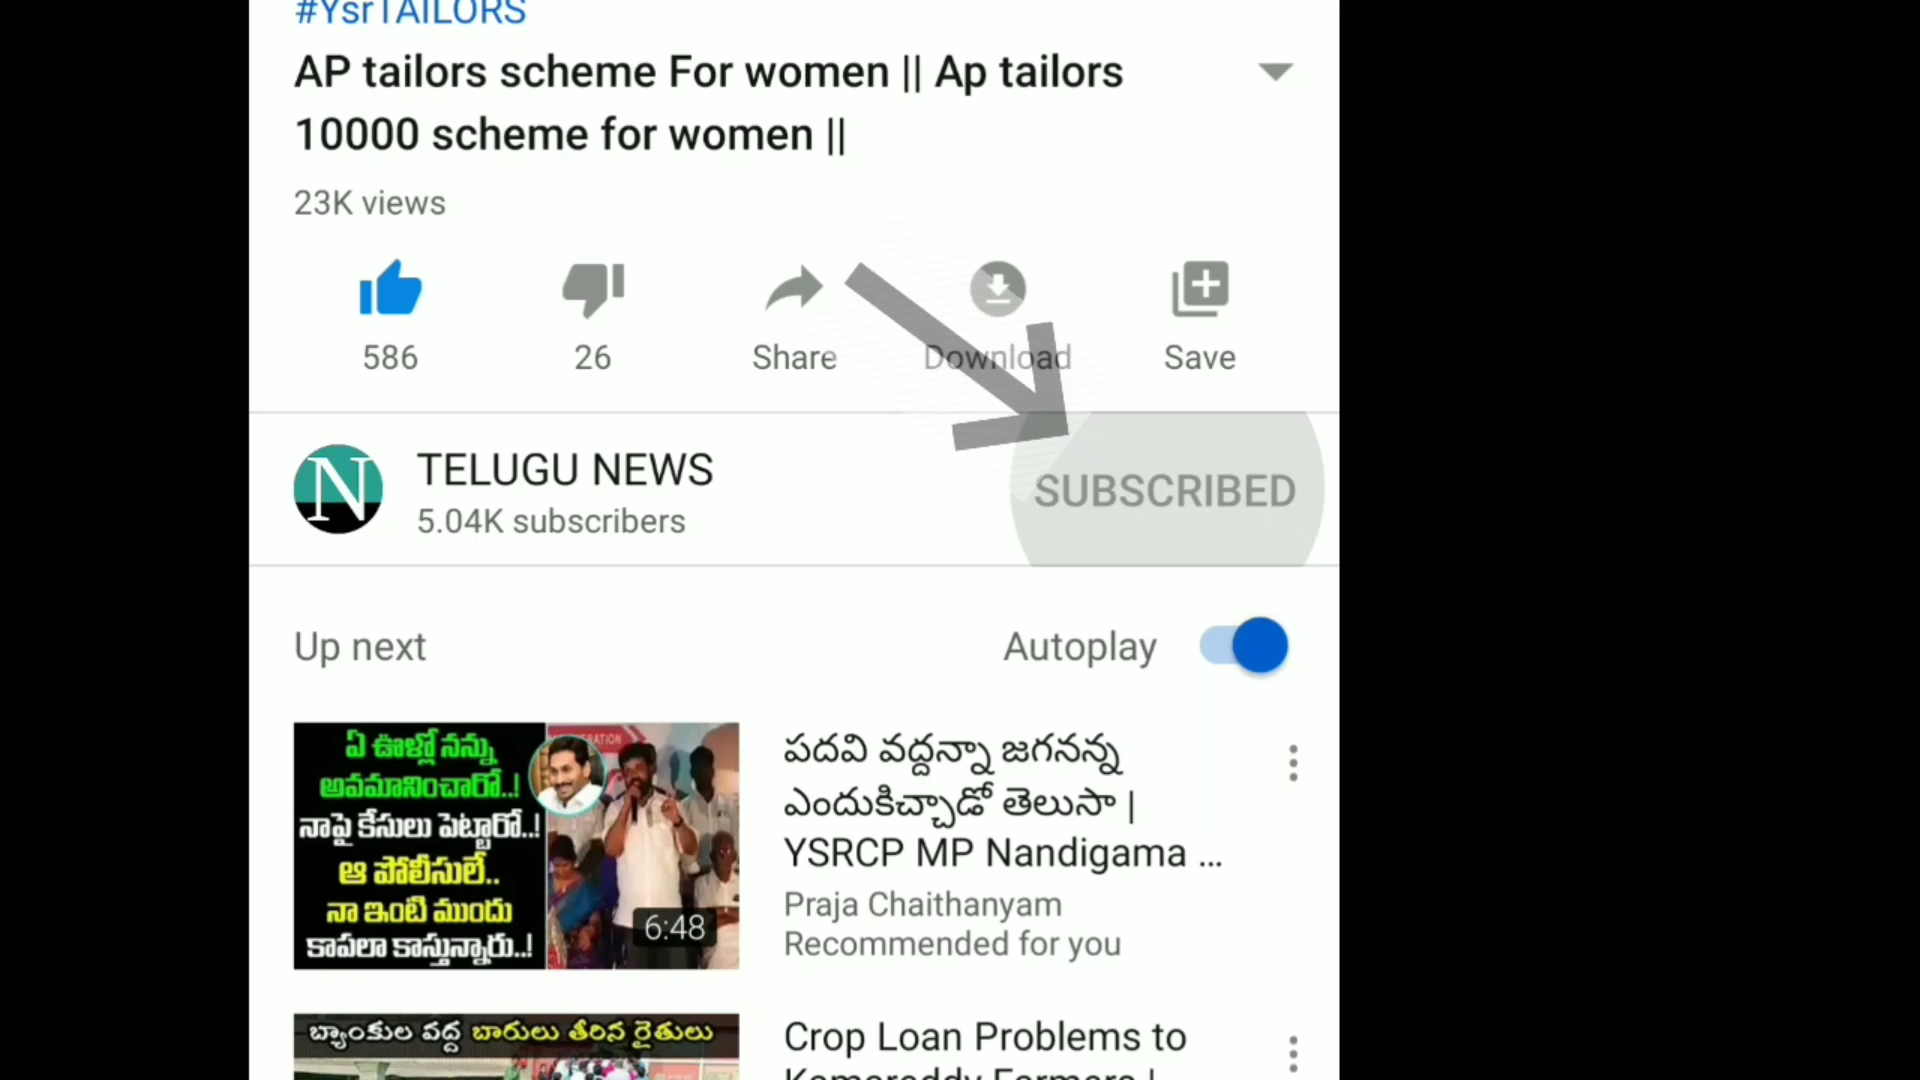 #YsrTAILORS
AP tailors scheme For women || Ap tailors
10000 scheme for women ||
23K views
586
26
Share
Download
Save
N
TELUGU NEWS
5.04K subscribers
SUBSCRIBED
Up next
Autoplay
ఏ ఊళ్లో నన్ను
అవమానించారో..!
నాపై కేసులు పెట్టారో..!
ఆ పోలీసులే..
నా ఇంటి ముందు
కాపలా కాస్తున్నారు..!
6:48
పదవి వద్దన్నా జగనన్న
ఎందుకిచ్చాడో తెలుసా |
YSRCP MP Nandigama ...
Praja Chaithanyam
Recommended for you
బ్యాంకుల వద్ద బారులు తీరిన రైతులు
Crop Loan Problems to
Kamareddy Farmers |